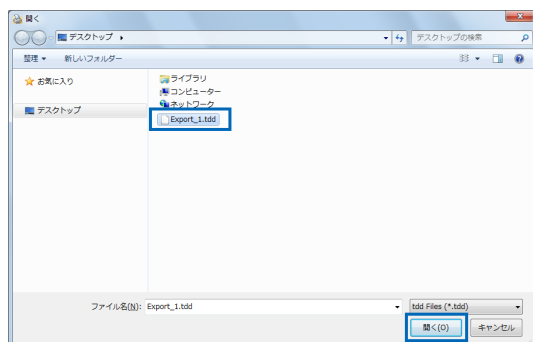 開く
デスクトップ
デスクトップの検索
整理 新しいフォルダー
お気に入り
デスクトップ
ライブラリ
コンピューター
ネットワーク
Export_1.tdd
ファイル名(N): Export_1.tdd
tdd Files (*.tdd)
開く(O) キャンセル